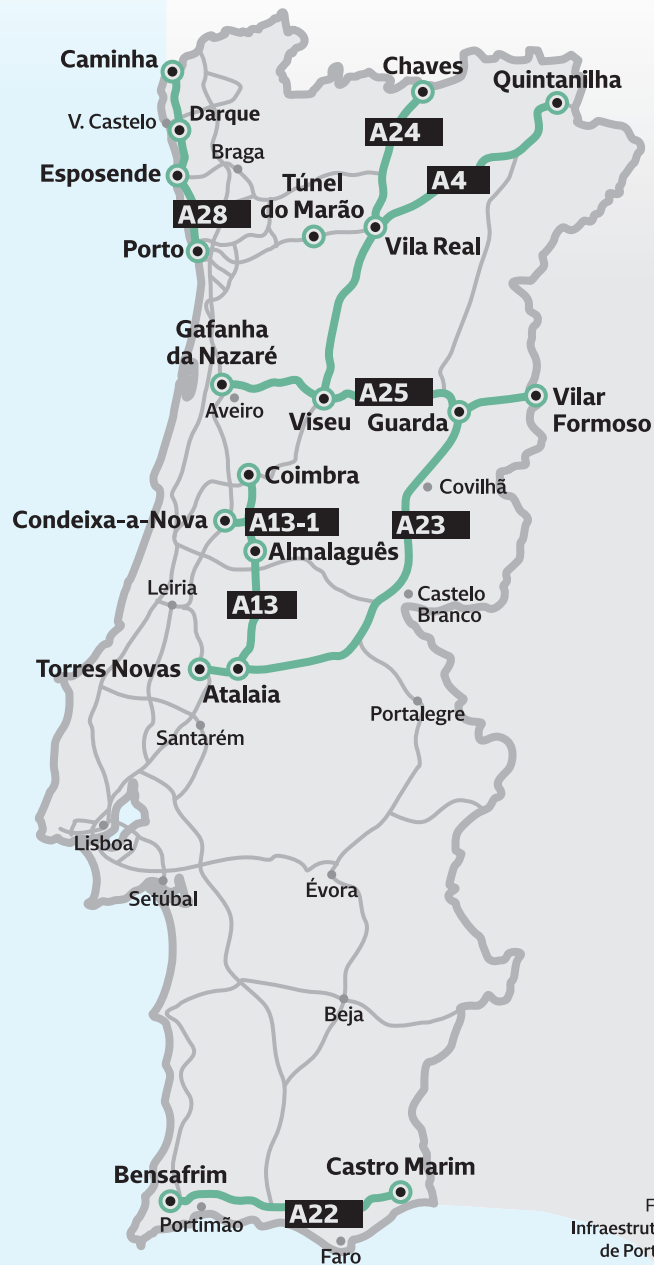 Caminha
Chaves
Quintanilha
V. Castelo
Darque
A24
Braga
Esposende
Túnel
do Marão
A4
A28
Porto
Vila Real
Gafanha
da Nazaré
Aveiro
Viseu
A25
Guarda
Vilar
Formoso
Coimbra
Covilhã
Condeixa-a-Nova
A13-1
A23
Almalaguês
Leiria
A13
Castelo
Branco
Torres Novas
Atalaia
Portalegre
Santarém
Lisboa
Setúbal
Évora
Beja
Bensafrim
Castro Marim
Portimão
A22
Faro
de